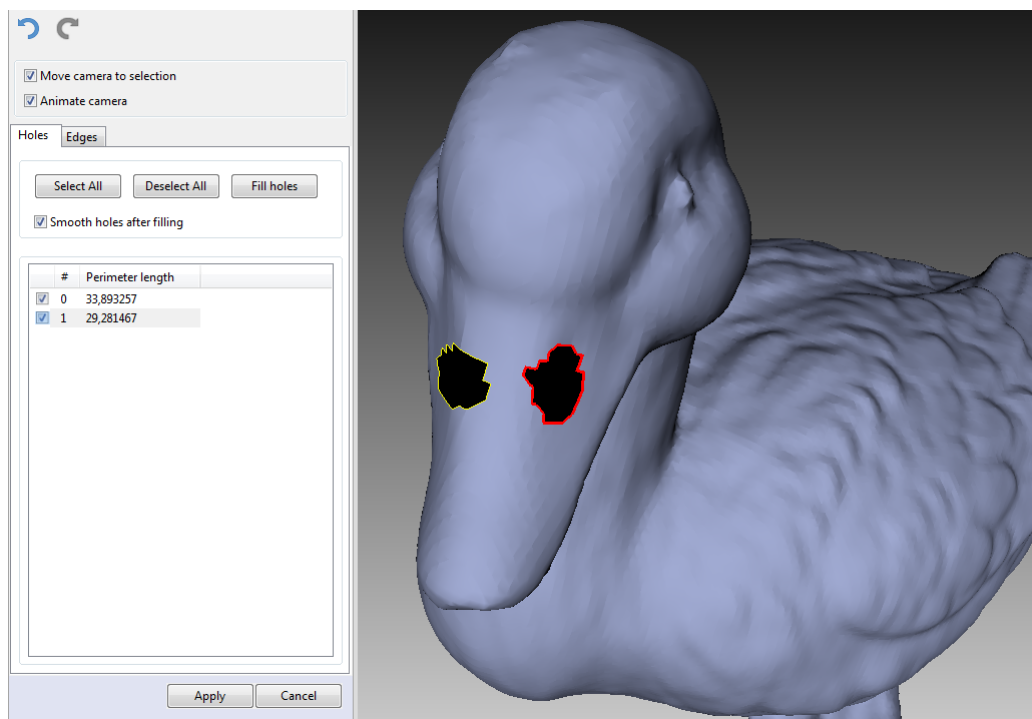 Move camera to selection
Animate camera
Holes Edges
Select All Deselect All Fill holes
Smooth holes after filling
# Perimeter length
0 33,893257
1 29,281467
Apply Cancel